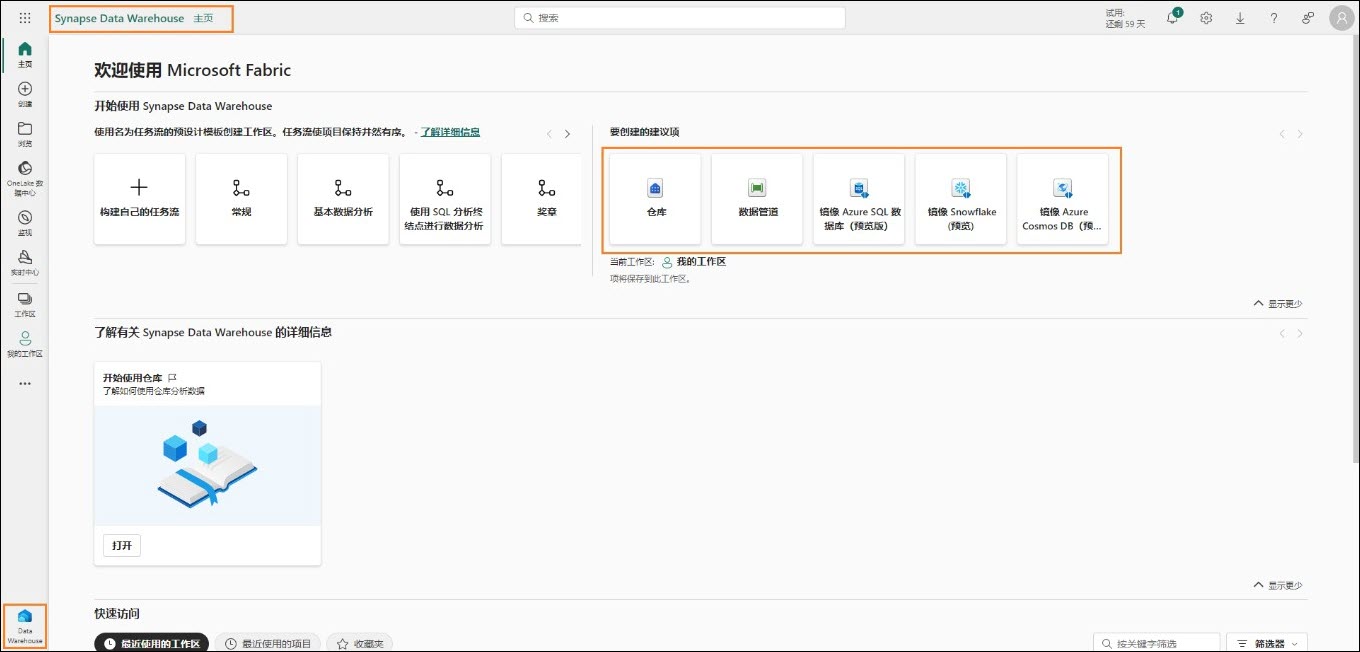 Synapse Data Warehouse 主页
搜索
试用:
还剩 59 天
1
主页
创建
浏览
OneLake 数
据中心
监视
实时中心
工作区
我的工作区
Data
Warehouse
欢迎使用 Microsoft Fabric
开始使用 Synapse Data Warehouse
使用名为任务流的预设计模板创建工作区。任务流使项目保持井然有序。 - 了解详细信息
构建自己的任务流
常规
基本数据分析
使用 SQL 分析终
结点进行数据分析
奖章
要创建的建议项
仓库
数据管道
镜像 Azure SQL 数
据库（预览版）
镜像 Snowflake
(预览)
镜像 Azure
Cosmos DB（预...
当前工作区: 我的工作区
项将保存到此工作区。
显示更少
了解有关 Synapse Data Warehouse 的详细信息
开始使用仓库
了解如何使用仓库分析数据
打开
显示更少
快速访问
最近使用的工作区
最近使用的项目
收藏夹
按关键字筛选
筛选器